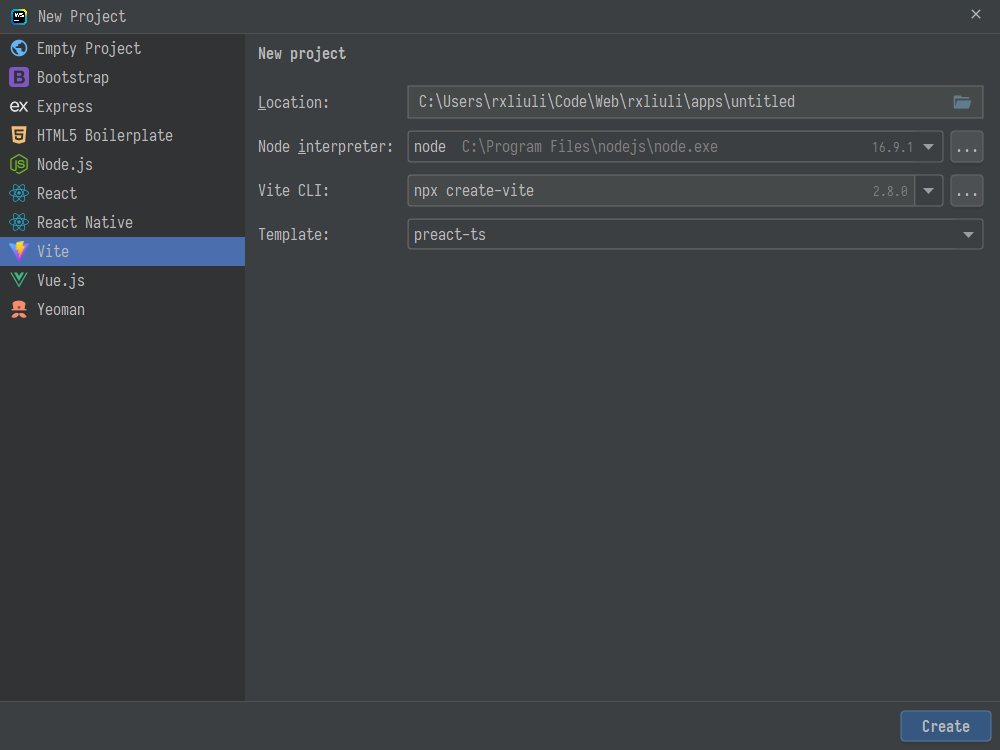 New Project
Empty Project
Bootstrap
Express
HTML5 Boilerplate
Node.js
React
React Native
Vite
Vue.js
Yeoman
New project
Location: C:\Users\rxliuli\Code\Web\rxliuli\apps\untitled
Node interpreter: node C:\Program Files\nodejs\node.exe 16.9.1 ...
Vite CLI: npx create-vite 2.8.0 ...
Template: preact-ts
Create